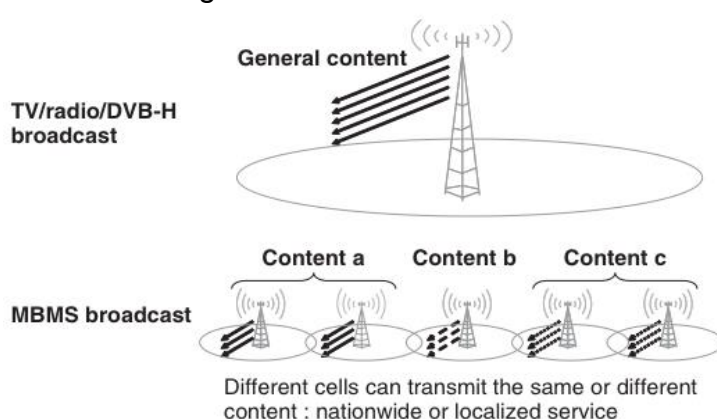 General content
TV/radio/DVB-H
broadcast
Content a
Content b
Content c
MBMS broadcast
Different cells can transmit the same or different
content : nationwide or localized service